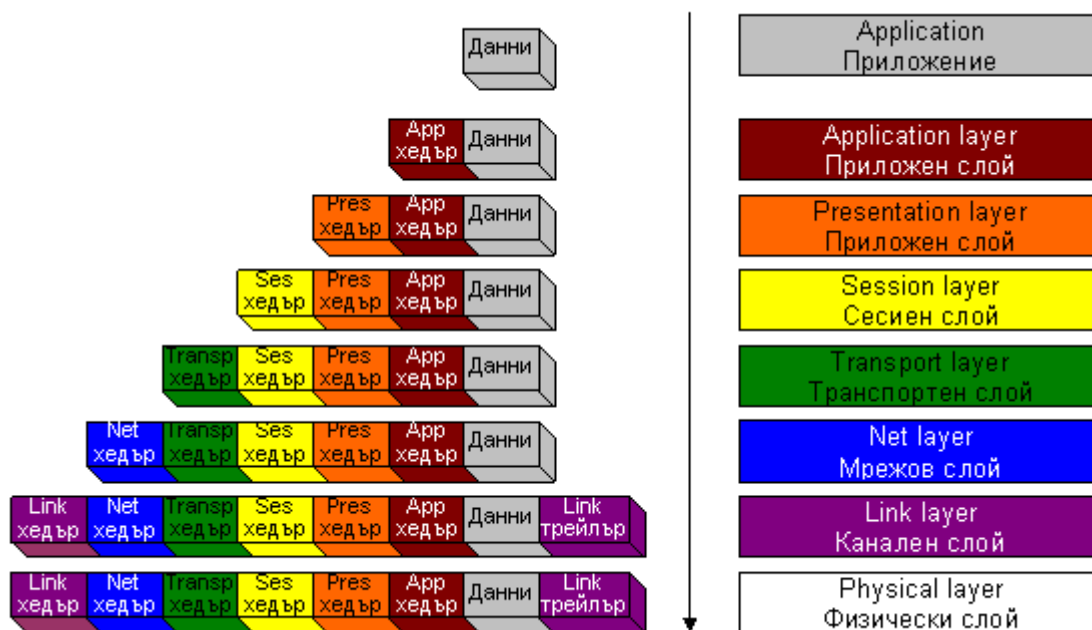 Данни
Application
Приложение
App Данни
хедър
Application layer
Приложен слой
Pres App Данни
хедър хедър
Presentation layer
Приложен слой
Ses Pres App Данни
хедър хедър хедър
Session layer
Сесиен слой
Transp Ses Pres App Данни
хедър хедър хедър хедър
Transport layer
Транспортен слой
Net Transp Ses Pres App Данни
хедър хедър хедър хедър хедър
Net layer
Мрежов слой
Link Net Transp Ses Pres App Данни Link
хедър хедър хедър хедър хедър хедър трейлър
Link layer
Канален слой
Link Net Transp Ses Pres App Данни Link
хедър хедър хедър хедър хедър хедър трейлър
Physical layer
Физически слой